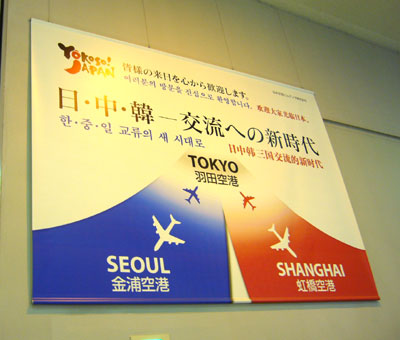 Yōkoso!
JAPAN
皆様の来日を心から歓迎します。
여러분의 방문을 진심으로 환영합니다.
欢迎大家光临日本。
日・中・韓―交流への新時代
한・중・일 교류의 새 시대로
日中韩三国交流的新时代
TOKYO
羽田空港
SEOUL
金浦空港
SHANGHAI
虹橋空港